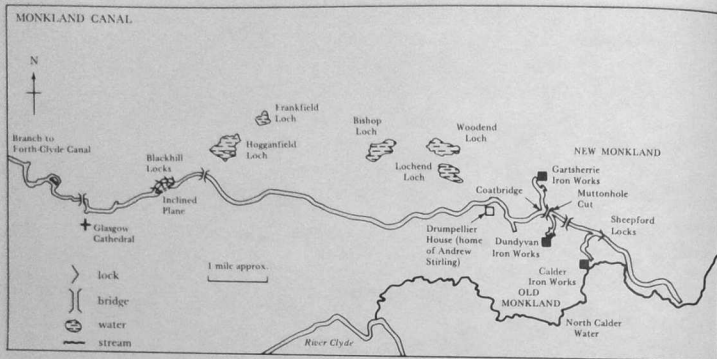 MONKLAND CANAL
N
Branch to
Forth-Clyde Canal
Blackhill
Locks
Inclined
Plane
Glasgow
Cathedral
Frankfield
Loch
Hogganfield
Loch
Bishop
Loch
Woodend
Loch
Lochend
Loch
NEW MONKLAND
Gartsherrie
Iron Works
Coatbridge
Muttonhole
Cut
Sheepford
Locks
Drumpellier
House (home
of Andrew
Stirling)
Dundyvan
Iron Works
Calder
Iron Works
OLD
MONKLAND
North Calder
Water
River Clyde
1 mile approx.
lock
bridge
water
stream